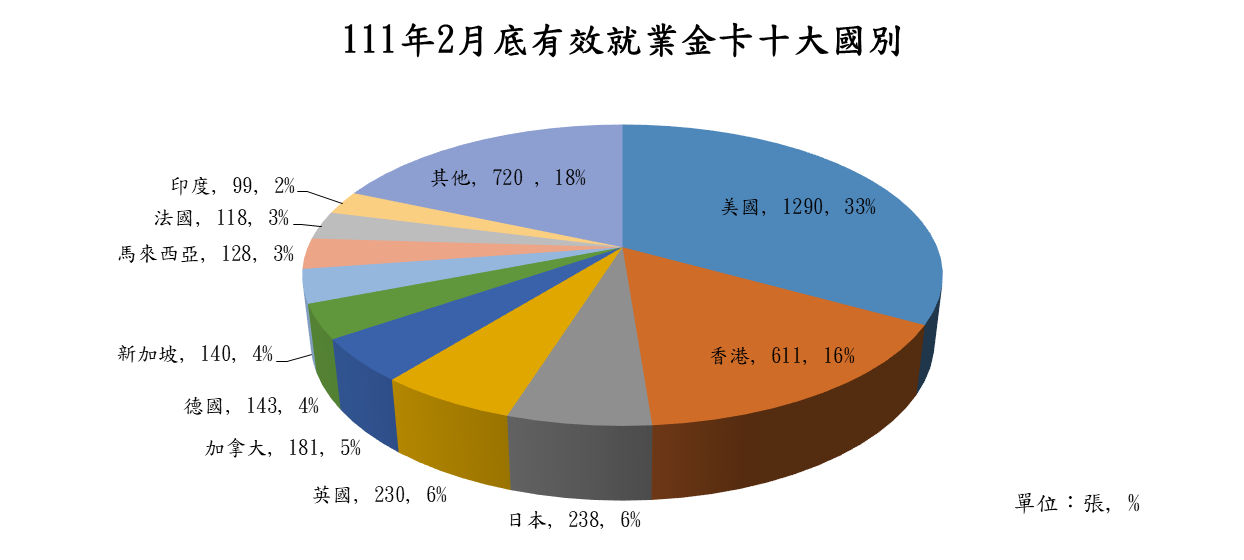 111年2月底有效就業金卡十大國別
其他, 720 , 18%
美國, 1290, 33%
印度, 99, 2%
法國, 118, 3%
馬來西亞, 128, 3%
新加坡, 140, 4%
香港, 611, 16%
德國, 143, 4%
加拿大, 181, 5%
英國, 230, 6%
日本, 238, 6%
單位：張, %